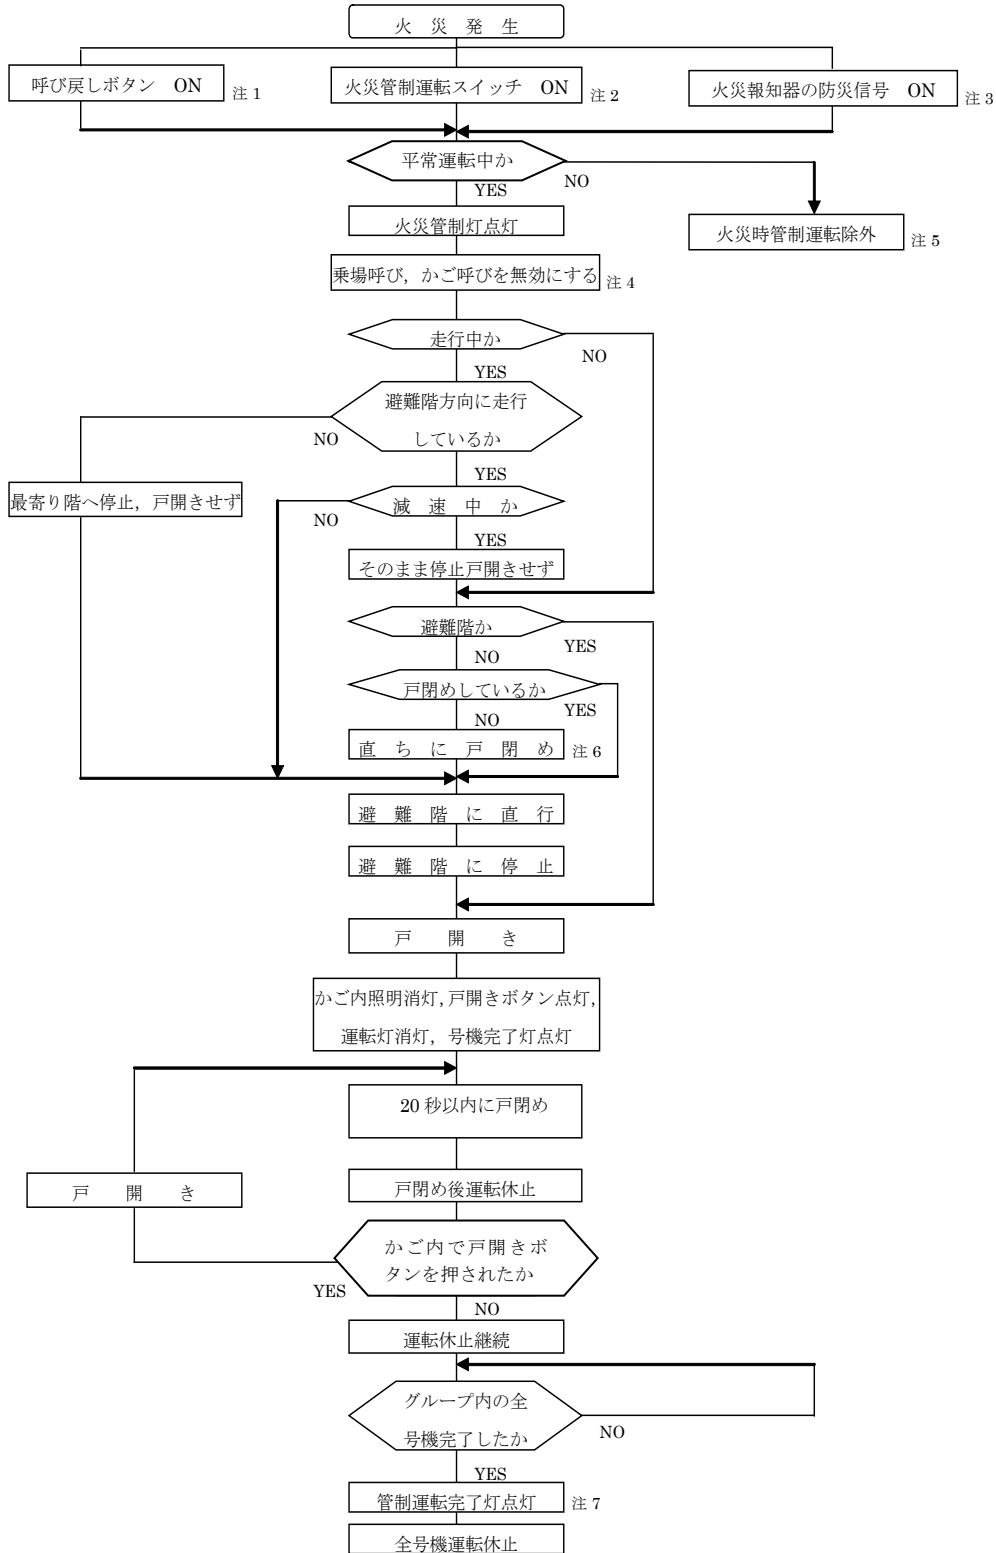 火 災 発 生
呼び戻しボタン ON
注 1
火災管制運転スイッチ ON
注 2
火災報知器の防災信号 ON
注 3
平常運転中か
YES
NO
火災管制灯点灯
火災時管制運転除外
注 5
乗場呼び，かご呼びを無効にする
注 4
走行中か
NO
YES
避難階方向に走行
しているか
NO
YES
最寄り階へ停止，戸開きせず
減 速 中 か
NO
YES
そのまま停止戸開きせず
避難階か
YES
NO
戸閉めしているか
YES
NO
直 ち に 戸 閉 め
注 6
避 難 階 に 直 行
避 難 階 に 停 止
戸 開 き
かご内照明消灯,戸開きボタン点灯,
運転灯消灯，号機完了灯点灯
20 秒以内に戸閉め
戸 開 き
戸閉め後運転休止
かご内で戸開きボ
タンを押されたか
YES
NO
運転休止継続
グループ内の全
号機完了したか
NO
YES
管制運転完了灯点灯
注 7
全号機運転休止